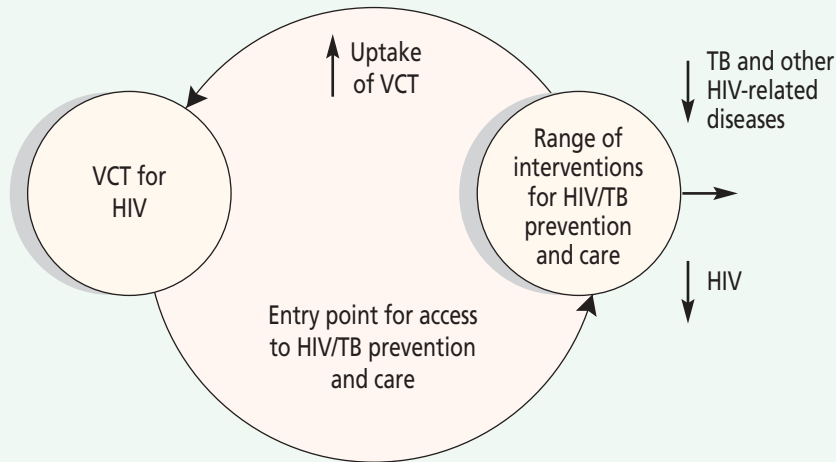 Uptake
of VCT
TB and other
HIV-related
diseases
VCT for
HIV
Range of
interventions
for HIV/TB
prevention
and care
HIV
Entry point for access
to HIV/TB prevention
and care